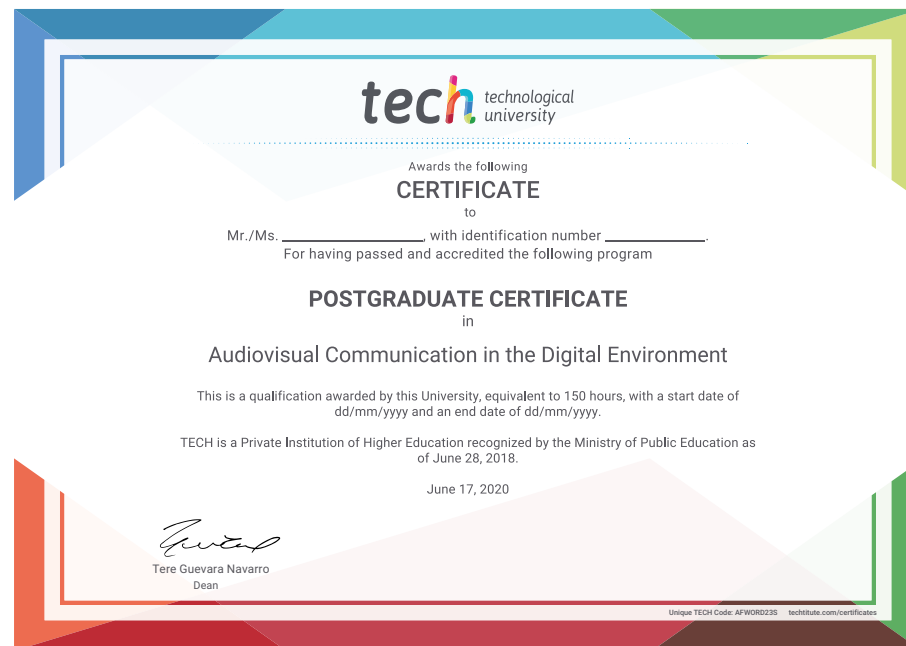 tech technological
university
Awards the following
CERTIFICATE
to
Mr./Ms. ____________________, with identification number ______________.
For having passed and accredited the following program
POSTGRADUATE CERTIFICATE
in
Audiovisual Communication in the Digital Environment
This is a qualification awarded by this University, equivalent to 150 hours, with a start date of
dd/mm/yyyy and an end date of dd/mm/yyyy.
TECH is a Private Institution of Higher Education recognized by the Ministry of Public Education as
of June 28, 2018.
June 17, 2020
Tere Guevara Navarro
Dean
Unique TECH Code: AFWORD23S techtitute.com/certificates